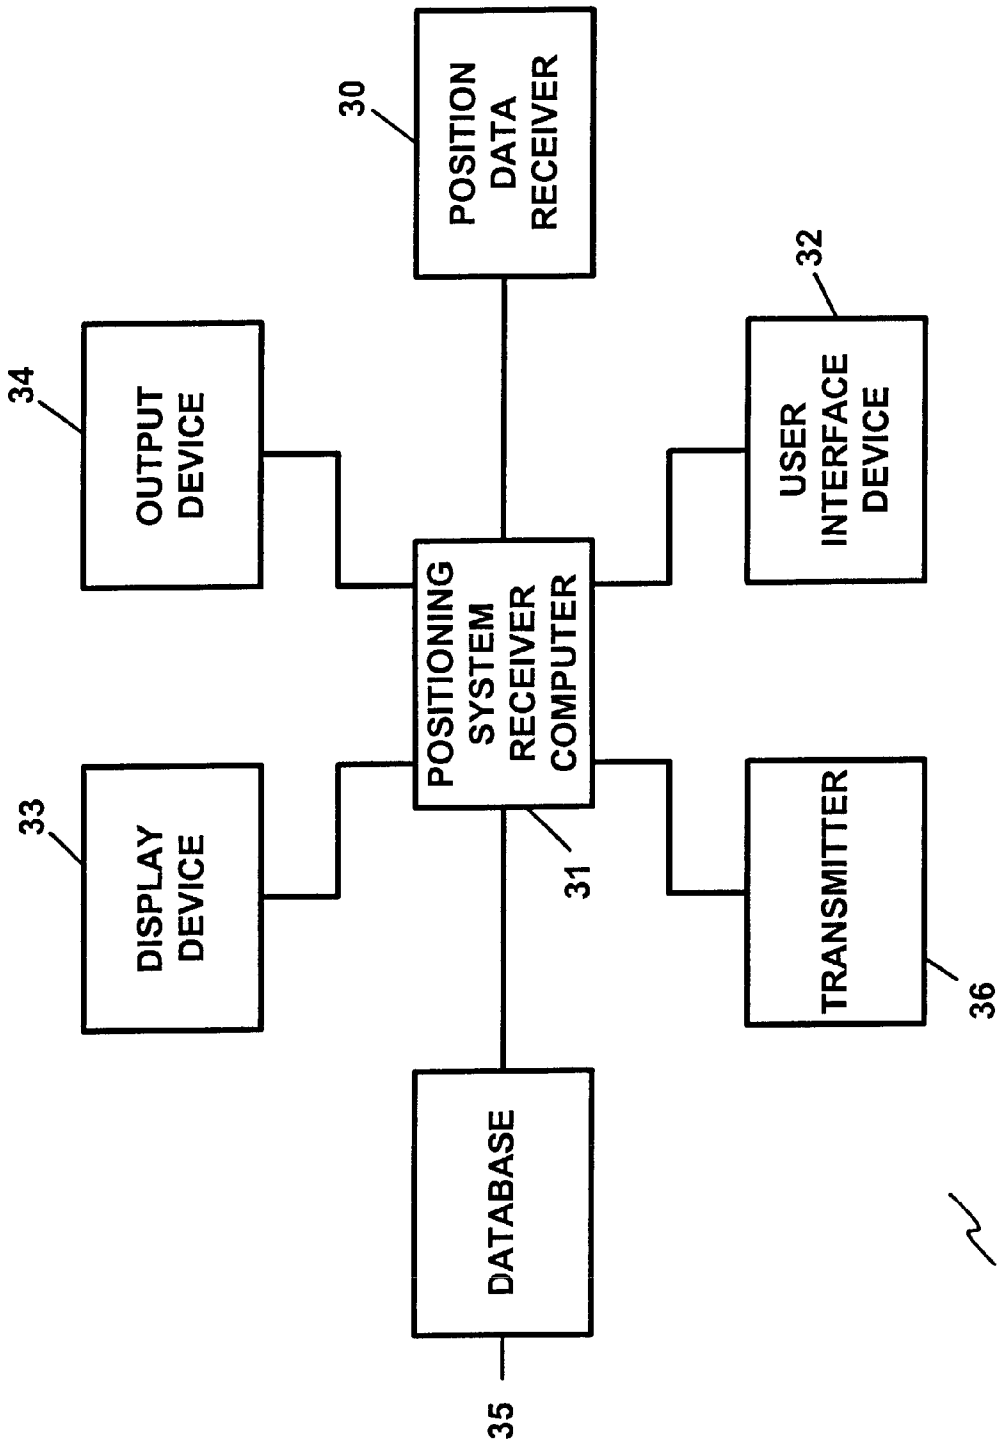 33
DISPLAY
DEVICE
34
OUTPUT
DEVICE
35
DATABASE
POSITIONING
SYSTEM
RECEIVER
COMPUTER
31
30
POSITION
DATA
RECEIVER
36
TRANSMITTER
32
USER
INTERFACE
DEVICE